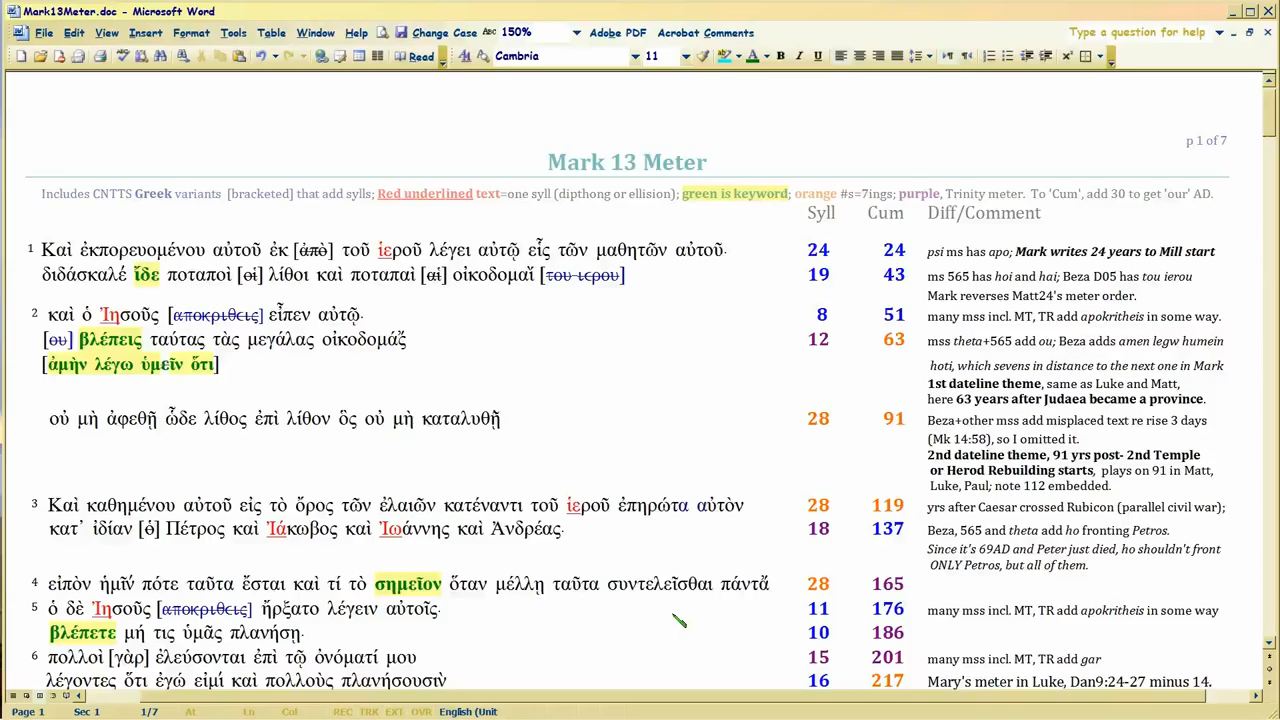 Mark13Meter.doc - Microsoft Word
File Edit View Insert Format Tools Table Window Help Change Case 150% Adobe PDF Acrobat Comments Type a question for help
Read Cambria 11 B I U
p 1 of 7
Mark 13 Meter
Includes CNTTS Greek variants [bracketed] that add sylls; Red underlined text=one syll (dipthong or ellision); green is keyword; orange #s=7ings; purple, Trinity meter. To 'Cum', add 30 to get 'our' AD.
Syll Cum Diff/Comment
1 Καὶ ἐκπορευομένου αὐτοῦ ἐκ [ἀπὸ] τοῦ ἱεροῦ λέγει αὐτῷ εἷς τῶν μαθητῶν αὐτοῦ· 24 24 psi ms has apo; Mark writes 24 years to Mill start
διδάσκαλέ ἴδε ποταποὶ [οἱ] λίθοι καὶ ποταπαὶ [αἱ] οἰκοδομαῖ [του ιερου] 19 43 ms 565 has hoi and hai; Beza D05 has tou ierou
Mark reverses Matt24's meter order.
2 καὶ ὁ Ἰησοῦς [αποκριθεις] εἶπεν αὐτῷ· 8 51 many mss incl. MT, TR add apokritheis in some way.
[ου] βλέπεις ταύτας τὰς μεγάλας οἰκοδομάξ 12 63 mss theta+565 add ou; Beza adds amen legw humein
[ἀμὴν λέγω ὑμεῖν ὅτι] hoti, which sevens in distance to the next one in Mark
1st dateline theme, same as Luke and Matt,
here 63 years after Judaea became a province.
οὐ μὴ ἀφεθῇ ὧδε λίθος ἐπὶ λίθον ὃς οὐ μὴ καταλυθῇ 28 91 Beza+other mss add misplaced text re rise 3 days
(Mk 14:58), so I omitted it.
2nd dateline theme, 91 yrs post- 2nd Temple
or Herod Rebuilding starts, plays on 91 in Matt,
Luke, Paul; note 112 embedded.
3 Καὶ καθημένου αὐτοῦ εἰς τὸ ὄρος τῶν ἐλαιῶν κατέναντι τοῦ ἱεροῦ ἐπηρώτα αὐτὸν 28 119 yrs after Caesar crossed Rubicon (parallel civil war);
κατ᾽ ἰδίαν [ὁ] Πέτρος καὶ Ἰάκωβος καὶ Ἰωάννης καὶ Ἀνδρέας· 18 137 Beza, 565 and theta add ho fronting Petros.
Since it's 69AD and Peter just died, ho shouldn't front
ONLY Petros, but all of them.
4 εἰπὸν ἡμῖν πότε ταῦτα ἔσται καὶ τί τὸ σημεῖον ὅταν μέλλῃ ταῦτα συντελεῖσθαι πάντα 28 165
5 ὁ δὲ Ἰησοῦς [αποκριθεις] ἤρξατο λέγειν αὐτοῖς· 11 176 many mss incl. MT, TR add apokritheis in some way
βλέπετε μή τις ὑμᾶς πλανήσῃ· 10 186
6 πολλοὶ [γὰρ] ἐλεύσονται ἐπὶ τῷ ὀνόματί μου 15 201 many mss incl. MT, TR add gar
λέγοντες ὅτι ἐγώ εἰμί καὶ πολλοὺς πλανήσουσιν 16 217 Mary's meter in Luke, Dan9:24-27 minus 14.
Page 1 Sec 1 1/7 At Ln Col REC TRK EXT OVR English (Unit